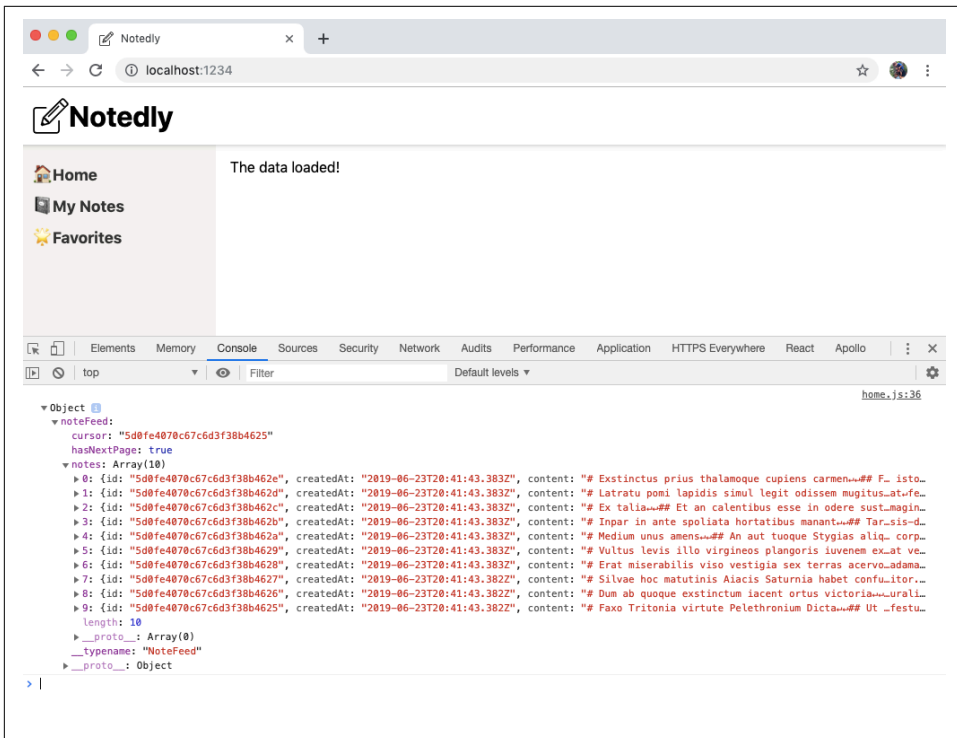 Notedly
localhost:1234
Notedly
Home
My Notes
Favorites
The data loaded!
Elements Memory Console Sources Security Network Audits Performance Application HTTPS Everywhere React Apollo
top Filter Default levels ▼
home.js:36
▼Object
▼noteFeed:
cursor: "5d0fe4070c67c6d3f38b4625"
hasNextPage: true
▼notes: Array(10)
▶0: {id: "5d0fe4070c67c6d3f38b462e", createdAt: "2019-06-23T20:41:43.383Z", content: "# Extinctus prius thalamoque cupiens carmen↵↵## F… isto…
▶1: {id: "5d0fe4070c67c6d3f38b462d", createdAt: "2019-06-23T20:41:43.383Z", content: "# Latratu pomi lapidis simul legit odissem mugitus…at↵fe…
▶2: {id: "5d0fe4070c67c6d3f38b462c", createdAt: "2019-06-23T20:41:43.383Z", content: "# Ex talia↵↵## Et an calentibus esse in odere sust…magin…
▶3: {id: "5d0fe4070c67c6d3f38b462b", createdAt: "2019-06-23T20:41:43.383Z", content: "# Inpar in ante spoliata hortatibus manant↵↵## Tar…sis-d…
▶4: {id: "5d0fe4070c67c6d3f38b462a", createdAt: "2019-06-23T20:41:43.383Z", content: "# Medium unus amens↵↵## An aut tuoque Stygias aliq… corp…
▶5: {id: "5d0fe4070c67c6d3f38b4629", createdAt: "2019-06-23T20:41:43.383Z", content: "# Vultus levis illo virgineos plangoris iuvenem ex…at ve…
▶6: {id: "5d0fe4070c67c6d3f38b4628", createdAt: "2019-06-23T20:41:43.383Z", content: "# Erat miserabilis viso vestigia sex terras acervo…adama…
▶7: {id: "5d0fe4070c67c6d3f38b4627", createdAt: "2019-06-23T20:41:43.382Z", content: "# Silvae hoc matutinis Aiacis Saturnia habet confu…itor.…
▶8: {id: "5d0fe4070c67c6d3f38b4626", createdAt: "2019-06-23T20:41:43.382Z", content: "# Dum ab quoque exstinctum iacent ortus victoria↵↵…urali…
▶9: {id: "5d0fe4070c67c6d3f38b4625", createdAt: "2019-06-23T20:41:43.382Z", content: "# Faxo Tritonia virtute Pelethronium Dicta↵↵## Ut …festu…
length: 10
▶__proto__: Array(0)
__typename: "NoteFeed"
▶__proto__: Object